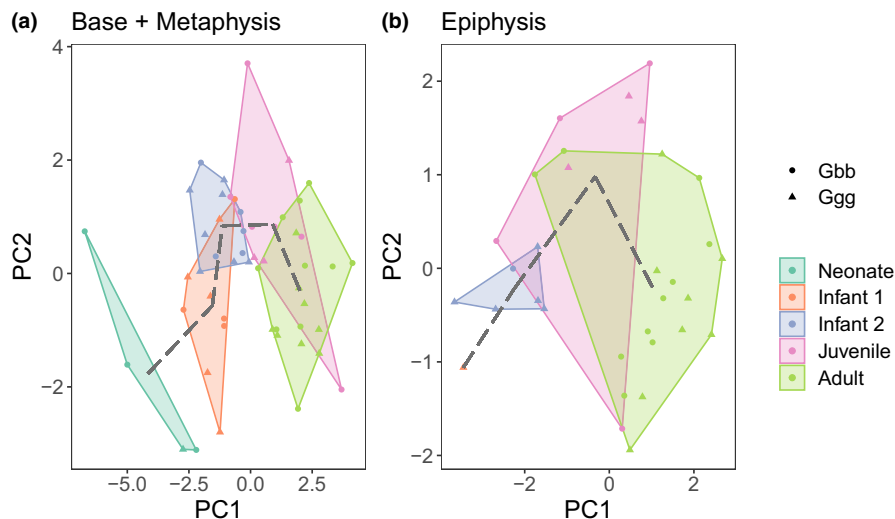 (a) Base + Metaphysis
(b) Epiphysis
PC2
4
2
0
−2
−5.0 −2.5 0.0 2.5
PC1
PC2
2
1
0
−1
−2
−2 0 2
PC1
Gbb
Ggg
Neonate
Infant 1
Infant 2
Juvenile
Adult